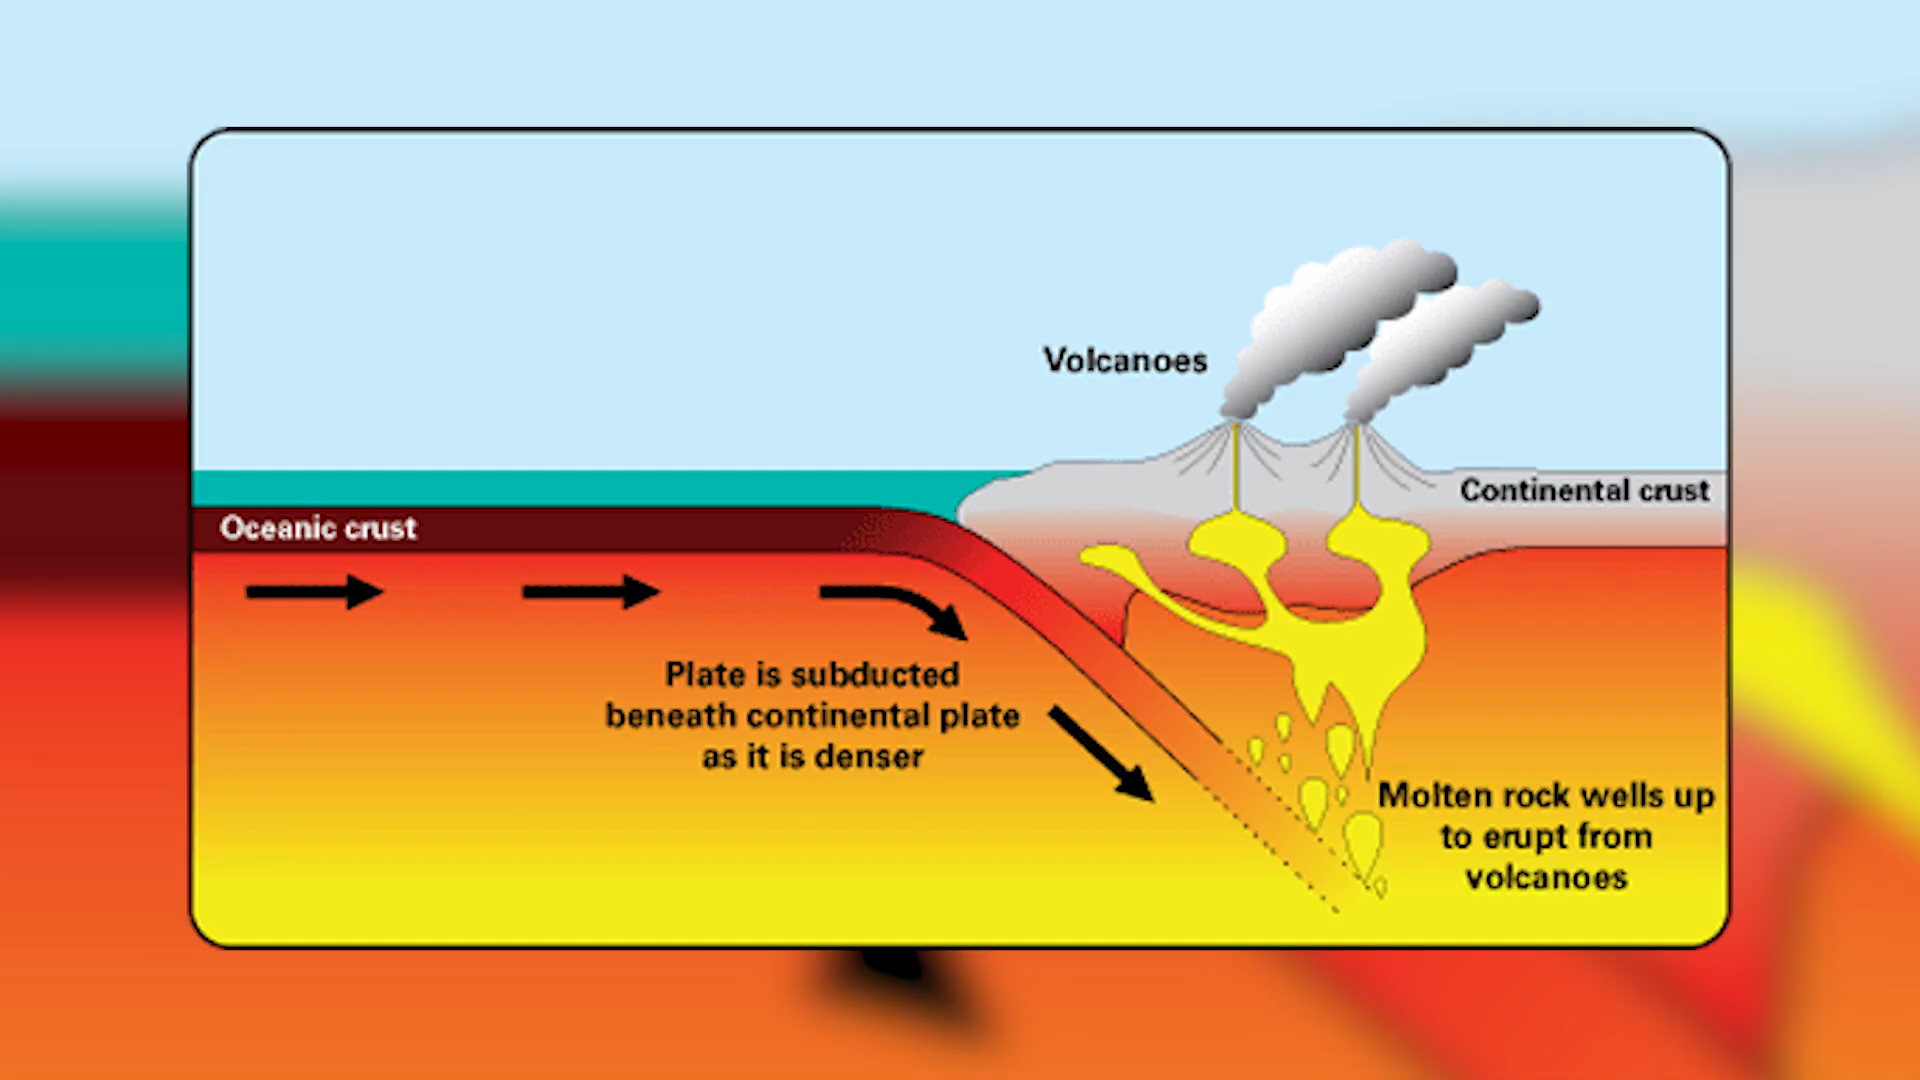 Volcanoes
Continental crust
Oceanic crust
Plate is subducted
beneath continental plate
as it is denser
Molten rock wells up
to erupt from
volcanoes